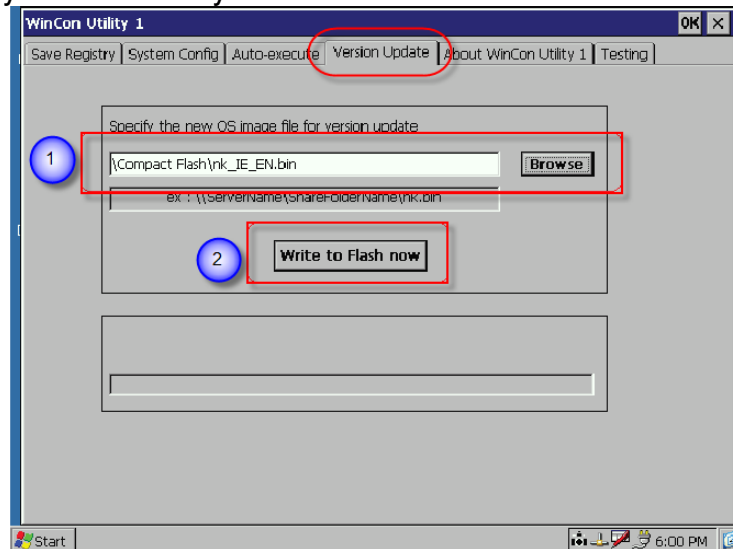 WinCon Utility 1 OK ×
Save Registry System Config Auto-execute Version Update About WinCon Utility 1 Testing
Specify the new OS image file for version update
1
\Compact Flash\nk_IE_EN.bin Browse
ex : \\ServerName\ShareFolderName\nk.bin
2
Write to Flash now
Start 6:00 PM